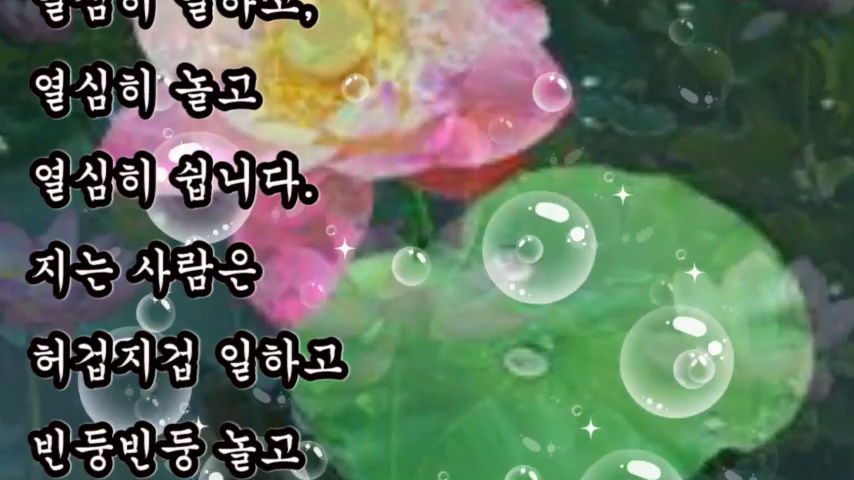 열심히 일하고,
열심히 놀고
열심히 쉽니다.
지는 사람은
허겁지겁 일하고
빈둥빈둥 놀고